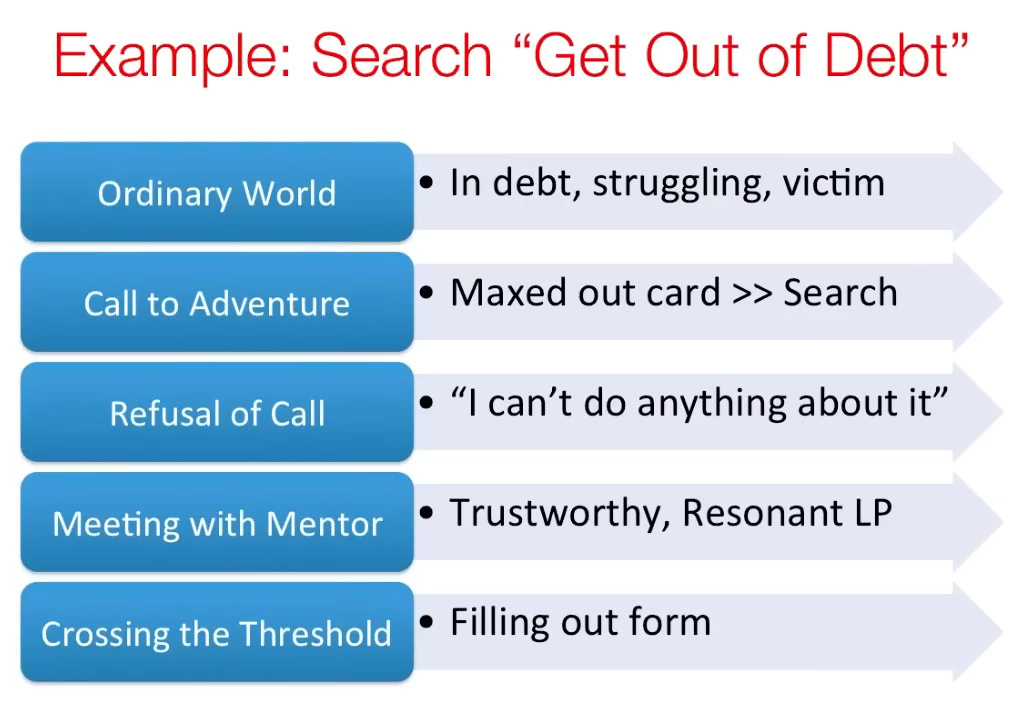 Example: Search “Get Out of Debt”
Ordinary World
• In debt, struggling, victim
Call to Adventure
• Maxed out card >> Search
Refusal of Call
• “I can’t do anything about it”
Meeting with Mentor
• Trustworthy, Resonant LP
Crossing the Threshold
• Filling out form